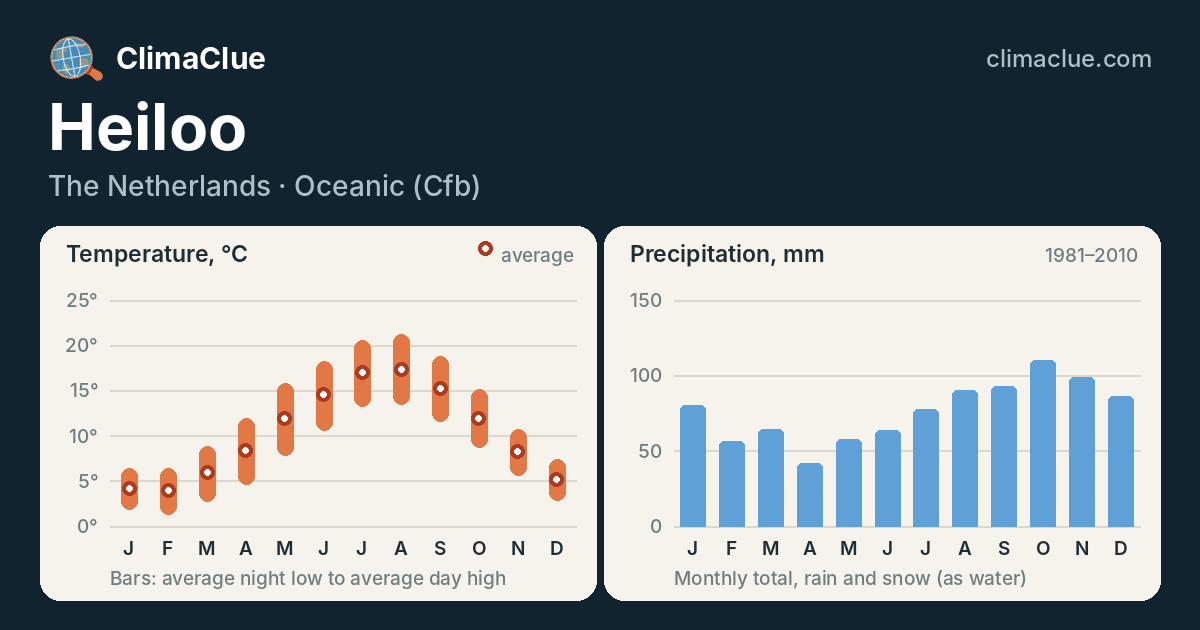 ClimaClue
climaclue.com
Heiloo
The Netherlands · Oceanic (Cfb)
Temperature, °C
average
25°
20°
15°
10°
5°
0°
J F M A M J J A S O N D
Bars: average night low to average day high
Precipitation, mm
1981–2010
150
100
50
0
J F M A M J J A S O N D
Monthly total, rain and snow (as water)